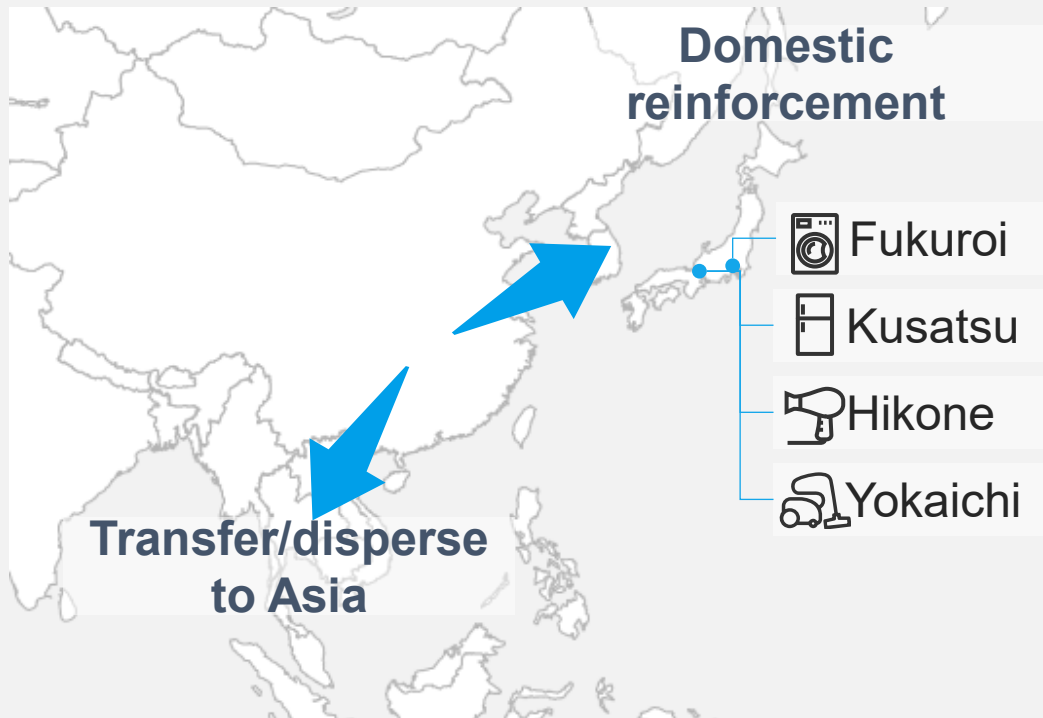 Domestic
reinforcement
Fukuroi
Kusatsu
Hikone
Yokaichi
Transfer/disperse
to Asia